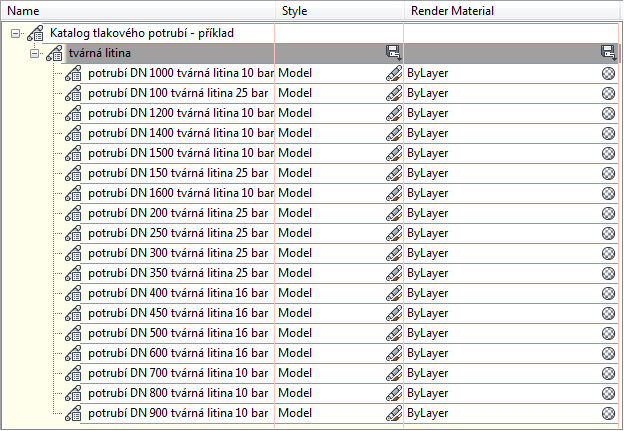 Name Style Render Material
Katalog tlakového potrubí - příklad
tvárná litina
potrubí DN 1000 tvárná litina 10 bar Model ByLayer
potrubí DN 100 tvárná litina 25 bar Model ByLayer
potrubí DN 1200 tvárná litina 10 bar Model ByLayer
potrubí DN 1400 tvárná litina 10 bar Model ByLayer
potrubí DN 1500 tvárná litina 10 bar Model ByLayer
potrubí DN 150 tvárná litina 25 bar Model ByLayer
potrubí DN 1600 tvárná litina 10 bar Model ByLayer
potrubí DN 200 tvárná litina 25 bar Model ByLayer
potrubí DN 250 tvárná litina 25 bar Model ByLayer
potrubí DN 300 tvárná litina 25 bar Model ByLayer
potrubí DN 350 tvárná litina 25 bar Model ByLayer
potrubí DN 400 tvárná litina 16 bar Model ByLayer
potrubí DN 450 tvárná litina 16 bar Model ByLayer
potrubí DN 500 tvárná litina 16 bar Model ByLayer
potrubí DN 600 tvárná litina 16 bar Model ByLayer
potrubí DN 700 tvárná litina 10 bar Model ByLayer
potrubí DN 800 tvárná litina 10 bar Model ByLayer
potrubí DN 900 tvárná litina 10 bar Model ByLayer